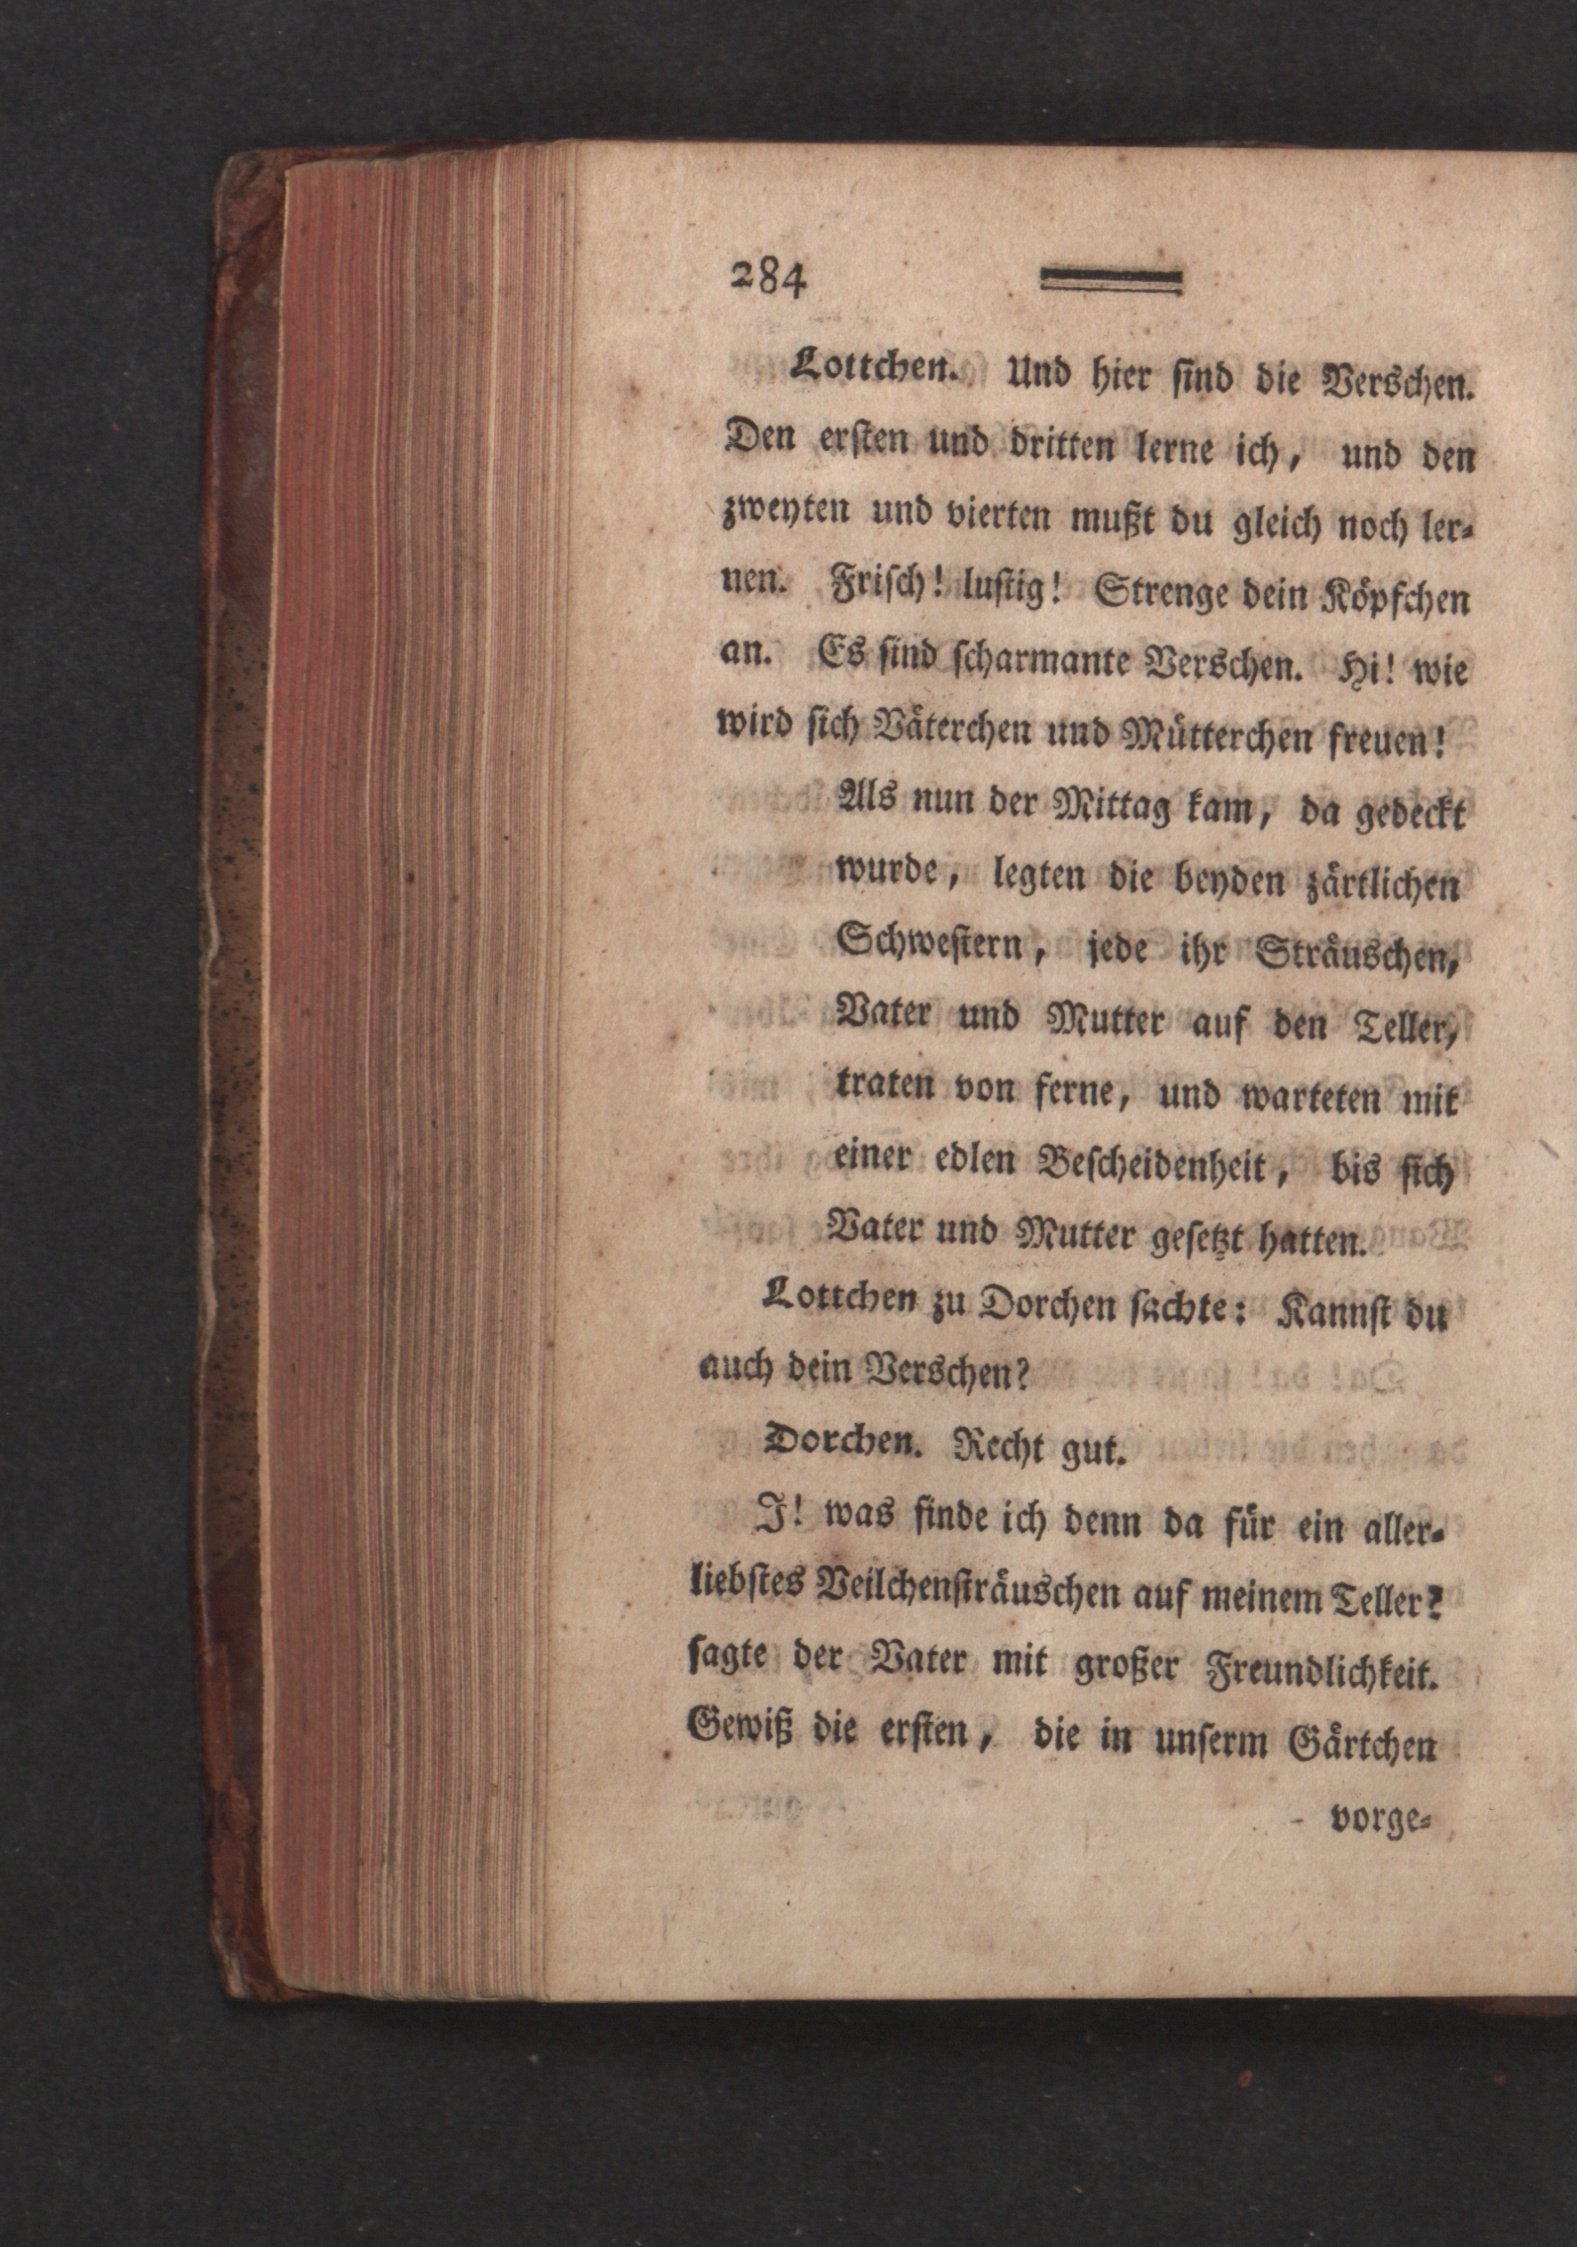 284
Lottchen. Und hier ſind die Verschen.
Den erſten und dritten lerne ich, und den
zweyten und vierten mußt du gleich noch ler-
nen. Friſch! luſtig! Strenge dein Köpfchen
an. Es ſind ſcharmante Verschen. Hi! wie
wird ſich Väterchen und Mütterchen freuen!
Als nun der Mittag kam, da gedeckt
wurde, legten die beyden zärtlichen
Schweſtern, jede ihr Sträuschen,
Vater und Mutter auf den Teller,
traten von ferne, und warteten mit
einer edlen Beſcheidenheit, bis ſich
Vater und Mutter geſetzt hatten.
Lottchen zu Dorchen ſachte: Kannſt du
auch dein Verschen?
Dorchen. Recht gut.
J! was finde ich denn da für ein aller-
liebſtes Veilchenſträuschen auf meinem Teller?
ſagte der Vater mit großer Freundlichkeit.
Gewiß die erſten, die in unſerm Gärtchen
vorge-